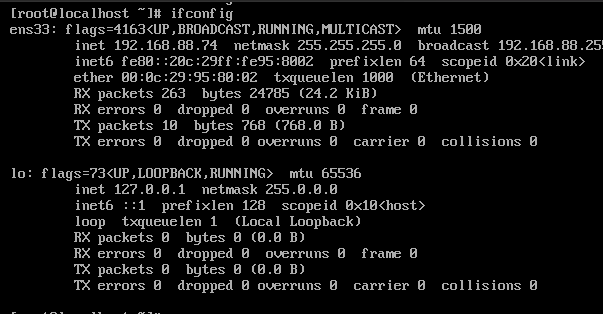 [root@localhost ~]# ifconfig
ens33: flags=4163<UP,BROADCAST,RUNNING,MULTICAST>  mtu 1500
        inet 192.168.88.74  netmask 255.255.255.0  broadcast 192.168.88.255
        inet6 fe80::20c:29ff:fe95:8002  prefixlen 64  scopeid 0x20<link>
        ether 00:0c:29:95:80:02  txqueuelen 1000  (Ethernet)
        RX packets 263  bytes 24785 (24.2 KiB)
        RX errors 0  dropped 0  overruns 0  frame 0
        TX packets 10  bytes 768 (768.0 B)
        TX errors 0  dropped 0 overruns 0  carrier 0  collisions 0
lo: flags=73<UP,LOOPBACK,RUNNING>  mtu 65536
        inet 127.0.0.1  netmask 255.0.0.0
        inet6 ::1  prefixlen 128  scopeid 0x10<host>
        loop  txqueuelen 1  (Local Loopback)
        RX packets 0  bytes 0 (0.0 B)
        RX errors 0  dropped 0  overruns 0  frame 0
        TX packets 0  bytes 0 (0.0 B)
        TX errors 0  dropped 0 overruns 0  carrier 0  collisions 0